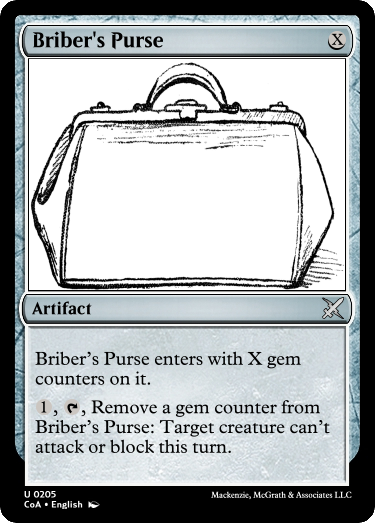 Briber's Purse X
Artifact
Briber's Purse enters with X gem
counters on it.
1, , Remove a gem counter from
Briber's Purse: Target creature can't
attack or block this turn.
U 0205
CoA • English
Mackenzie, McGrath & Associates LLC